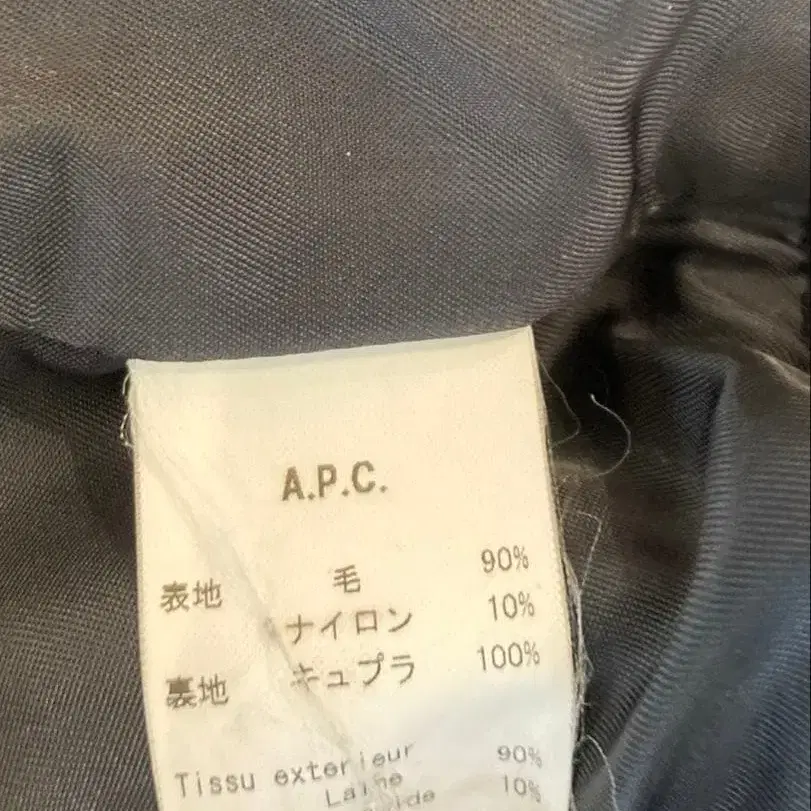 A.P.C.
表地 毛 90%
ナイロン 10%
裏地 キュプラ 100%
Tissu exterieur
Laine 90%
10%